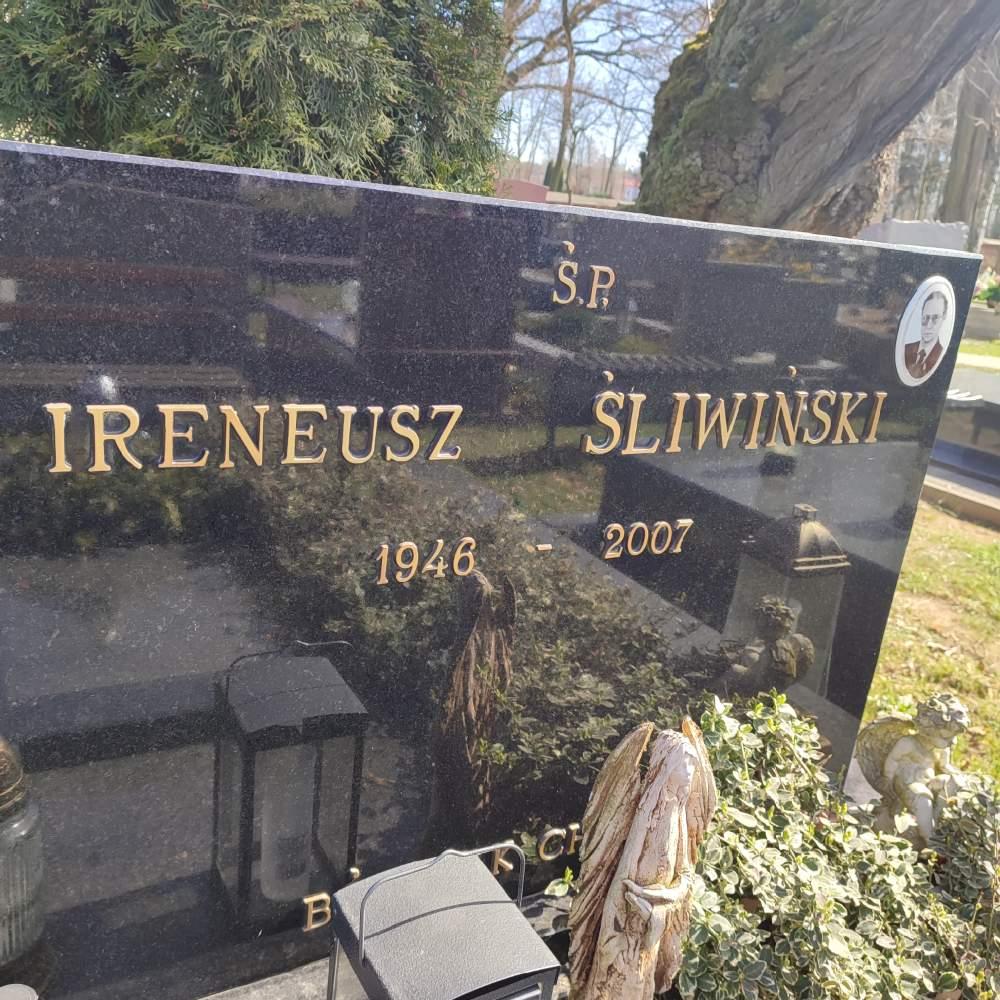 Ś.P.
IRENEUSZ ŚLIWIŃSKI
1946 - 2007